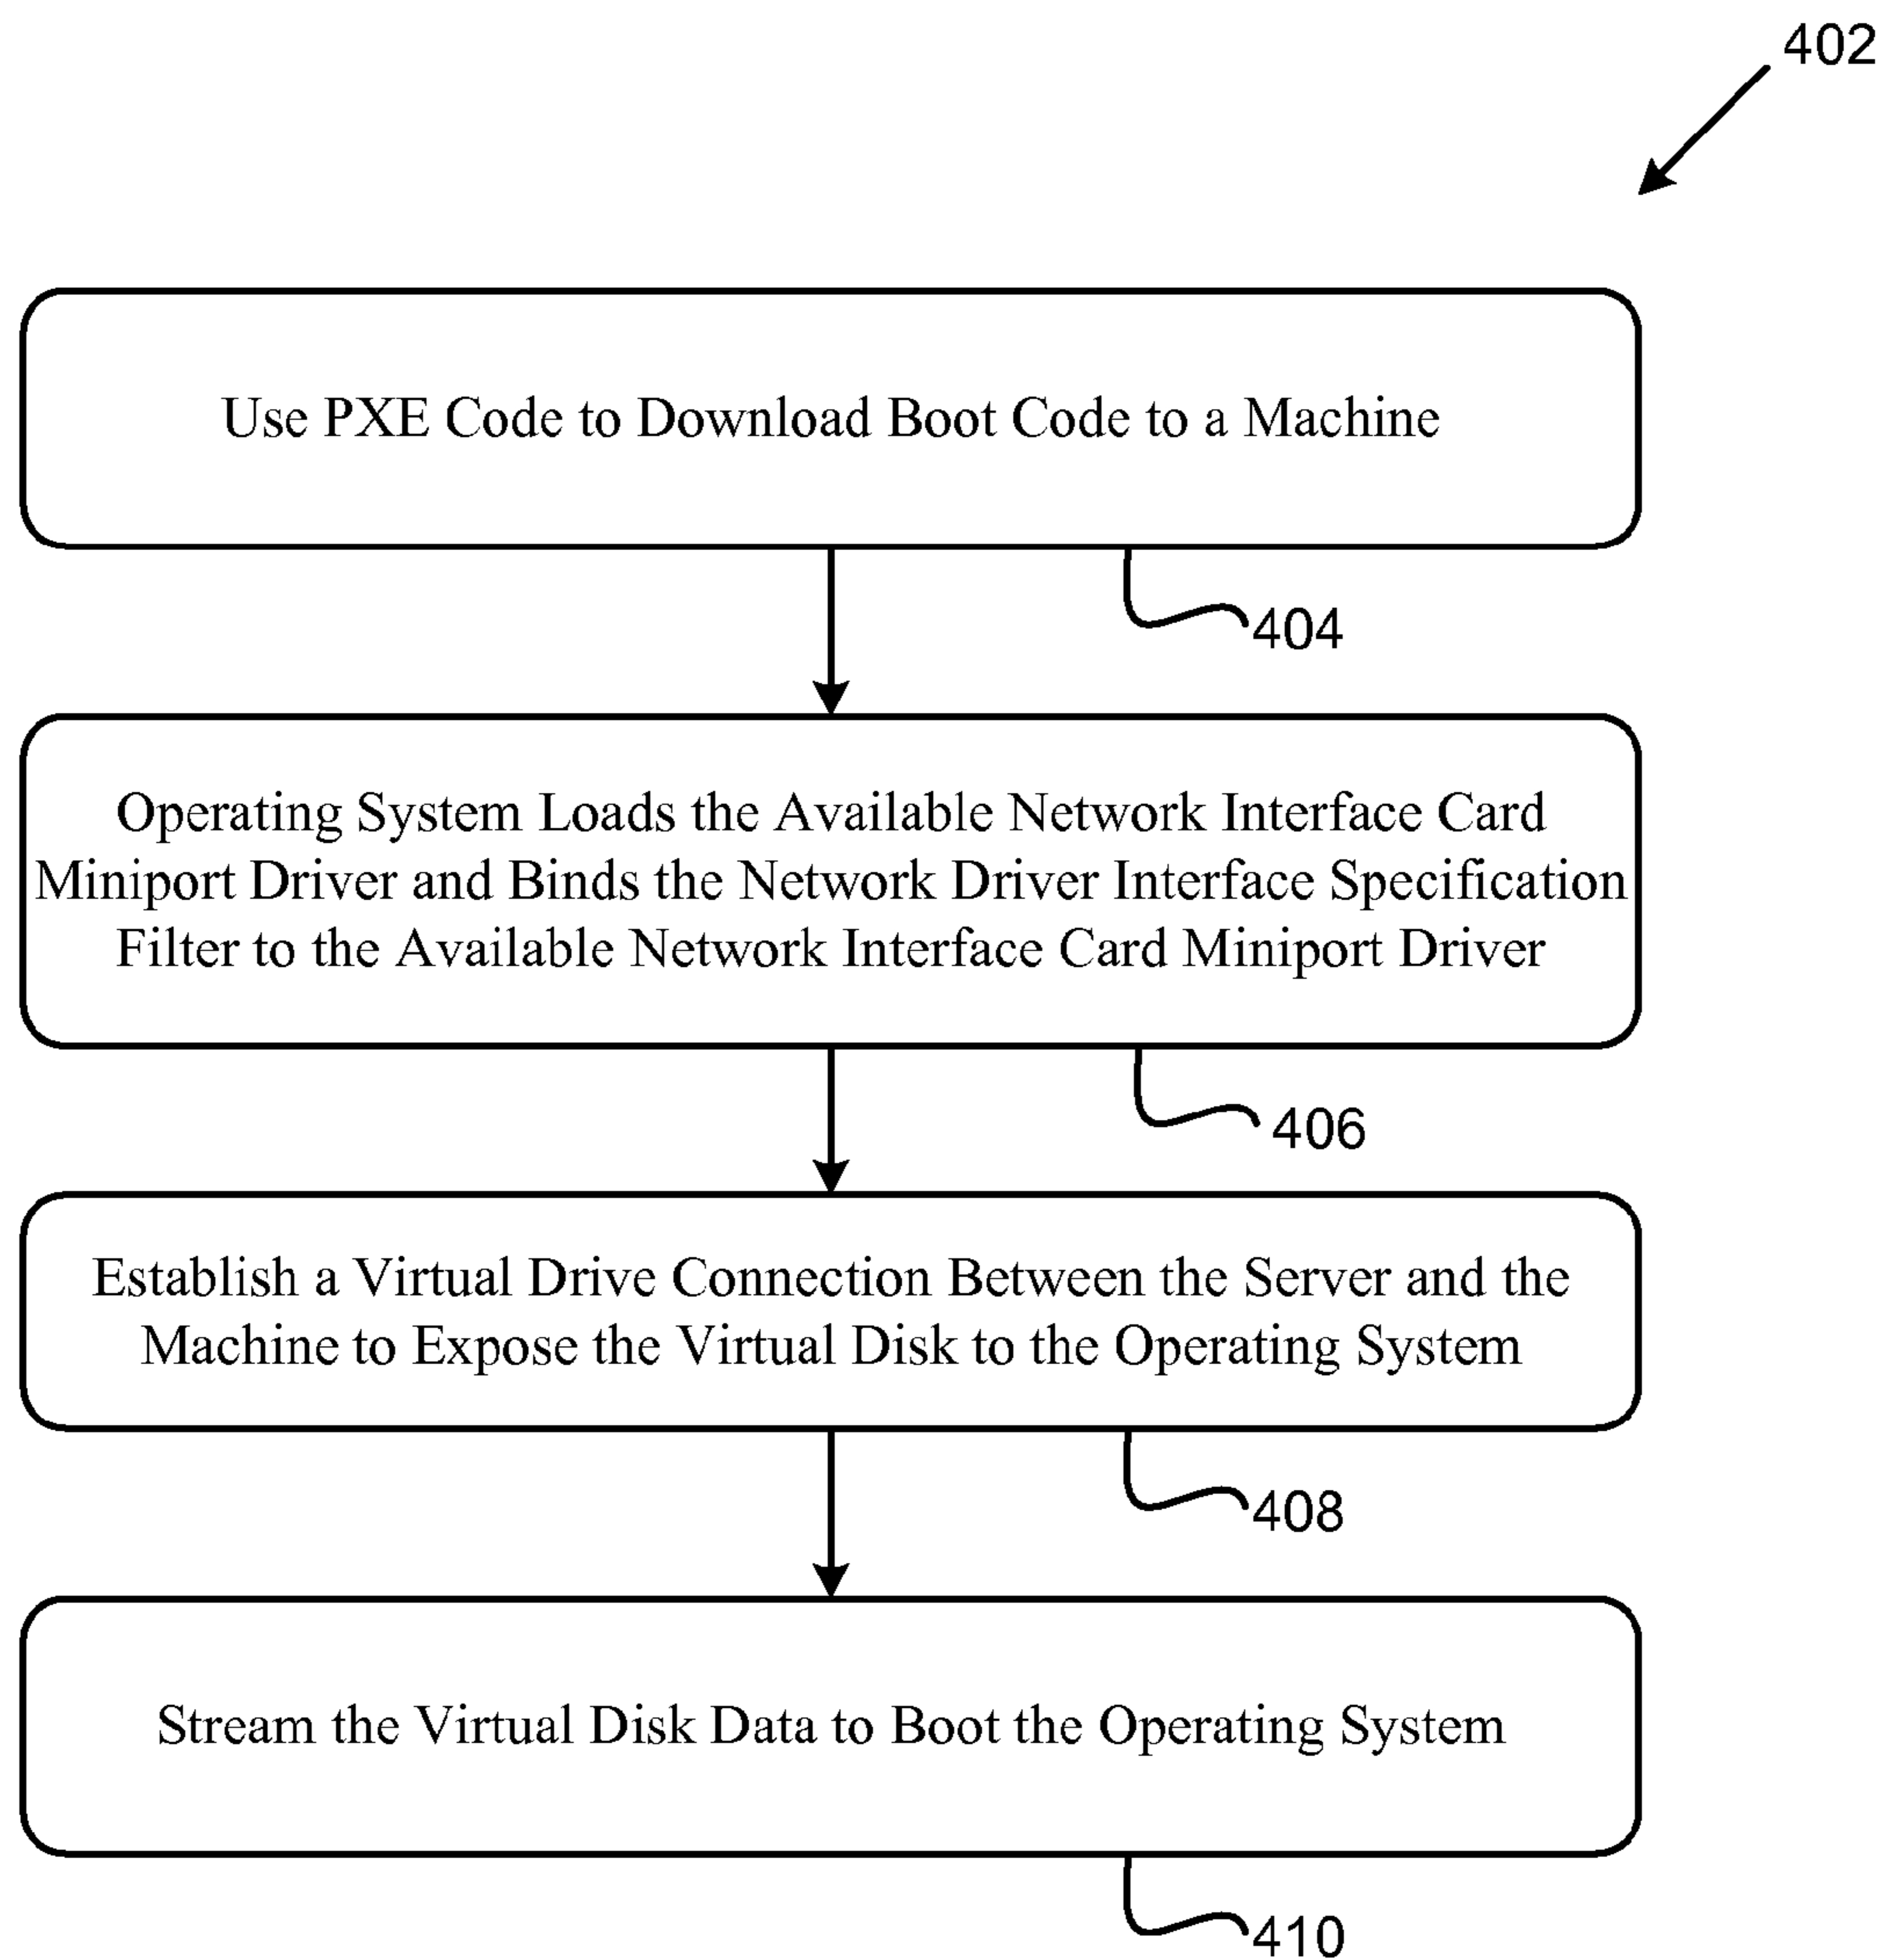 402
Use PXE Code to Download Boot Code to a Machine
404
Operating System Loads the Available Network Interface Card
Miniport Driver and Binds the Network Driver Interface Specification
Filter to the Available Network Interface Card Miniport Driver
406
Establish a Virtual Drive Connection Between the Server and the
Machine to Expose the Virtual Disk to the Operating System
408
Stream the Virtual Disk Data to Boot the Operating System
410